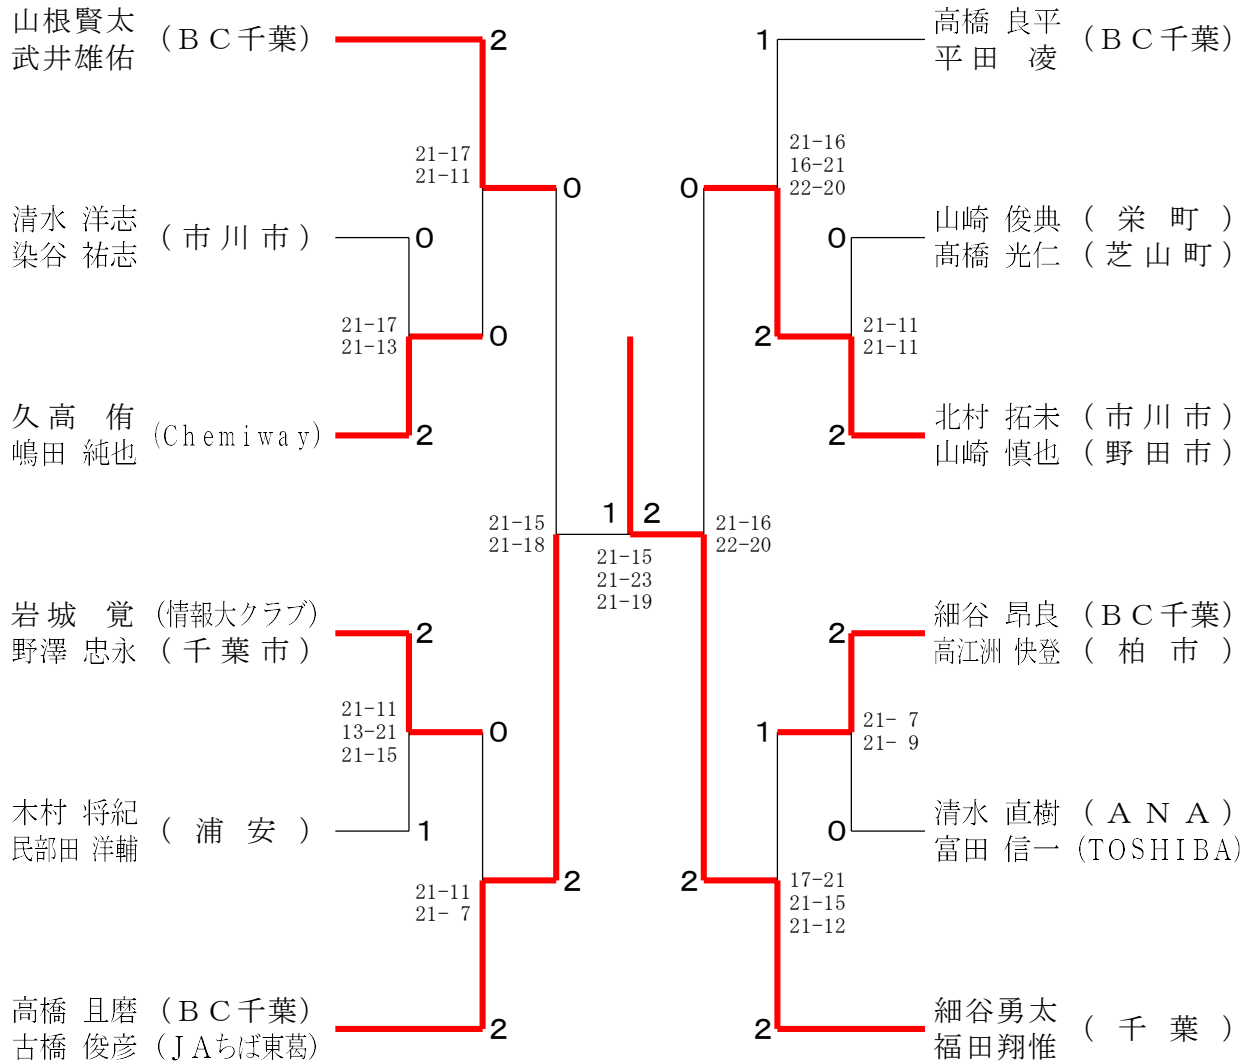 山根賢太
武井雄佑 (ＢＣ千葉) 2
21-17
21-11
0
清水 洋志
染谷 祐志 (市川市) 0
21-17
21-13
0
久高 侑
嶋田 純也 (Chemiway) 2
21-15
21-18
岩城 覚 (情報大クラブ)
野澤 忠永 (千葉市) 2
21-11
13-21
21-15
0
木村 将紀
民部田 洋輔 (浦安) 1
21-11
21- 7
2
高橋 且磨 (ＢＣ千葉)
古橋 俊彦 (ＪＡちば東葛) 2
1 2
21-15
21-23
21-19
1 高橋 良平
平田 凌 (ＢＣ千葉)
21-16
16-21
22-20
0
0 山崎 俊典 (栄町)
髙橋 光仁 (芝山町)
2
21-11
21-11
2 北村 拓未 (市川市)
山崎 慎也 (野田市)
21-16
22-20
2 細谷 昂良 (ＢＣ千葉)
高江洲 快登 (柏市)
1
21- 7
21- 9
0 清水 直樹 (ＡＮＡ)
富田 信一 (TOSHIBA)
2
17-21
21-15
21-12
2 細谷勇太
福田翔惟 (千葉)